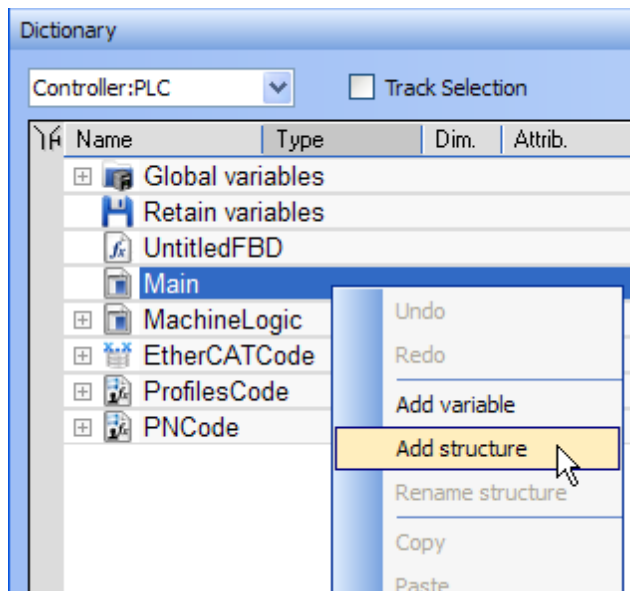 Dictionary
Controller:PLC Track Selection
Name Type Dim. Attrib.
Global variables
Retain variables
UntitledFBD
Main
MachineLogic
EtherCATCode
ProfilesCode
PNCode
Undo
Redo
Add variable
Add structure
Rename structure
Copy
Paste